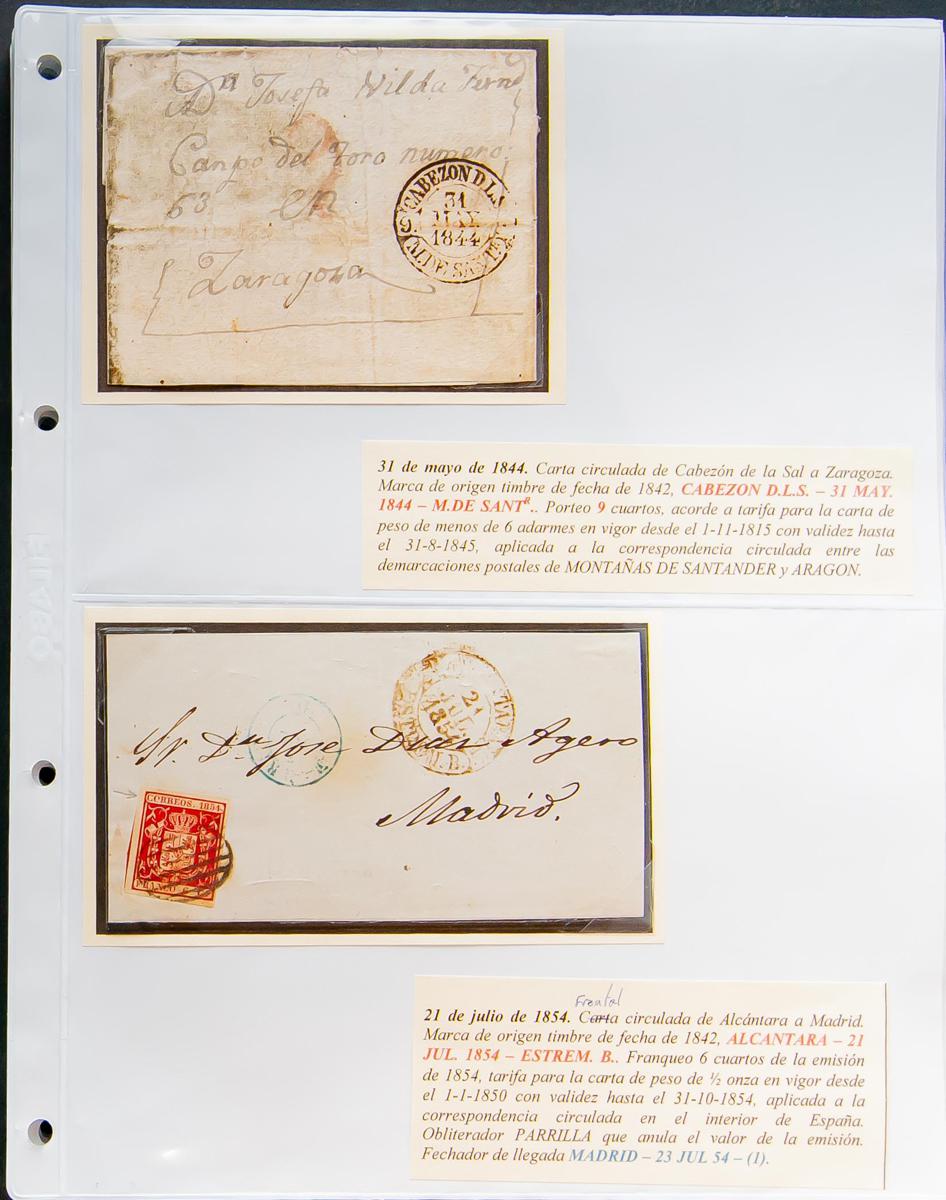 Dn Josefa Vilda Fernd
Canpo del Toro numero
63 en
Zaragoza
CABEZON D.L.S.
31
MAY.
1844
M.DE SANTR.
31 de mayo de 1844. Carta circulada de Cabezón de la Sal a Zaragoza.
Marca de origen timbre de fecha de 1842, CABEZON D.L.S. – 31 MAY.
1844 – M.DE SANTR.. Porteo 9 cuartos, acorde a tarifa para la carta de
peso de menos de 6 adarmes en vigor desde el 1-11-1815 con validez hasta
el 31-8-1845, aplicada a la correspondencia circulada entre las
demarcaciones postales de MONTAÑAS DE SANTANDER y ARAGON.
21
JUL.
185
Sr. Dn Jose Diaz Agero
Madrid.
CORREOS. 1854.
Frontal
21 de julio de 1854. Carta circulada de Alcántara a Madrid.
Marca de origen timbre de fecha de 1842, ALCANTARA – 21
JUL. 1854 – ESTREM. B.. Franqueo 6 cuartos de la emisión
de 1854, tarifa para la carta de peso de ½ onza en vigor desde
el 1-1-1850 con validez hasta el 31-10-1854, aplicada a la
correspondencia circulada en el interior de España.
Obliterador PARRILLA que anula el valor de la emisión.
Fechador de llegada MADRID – 23 JUL 54 – (1).